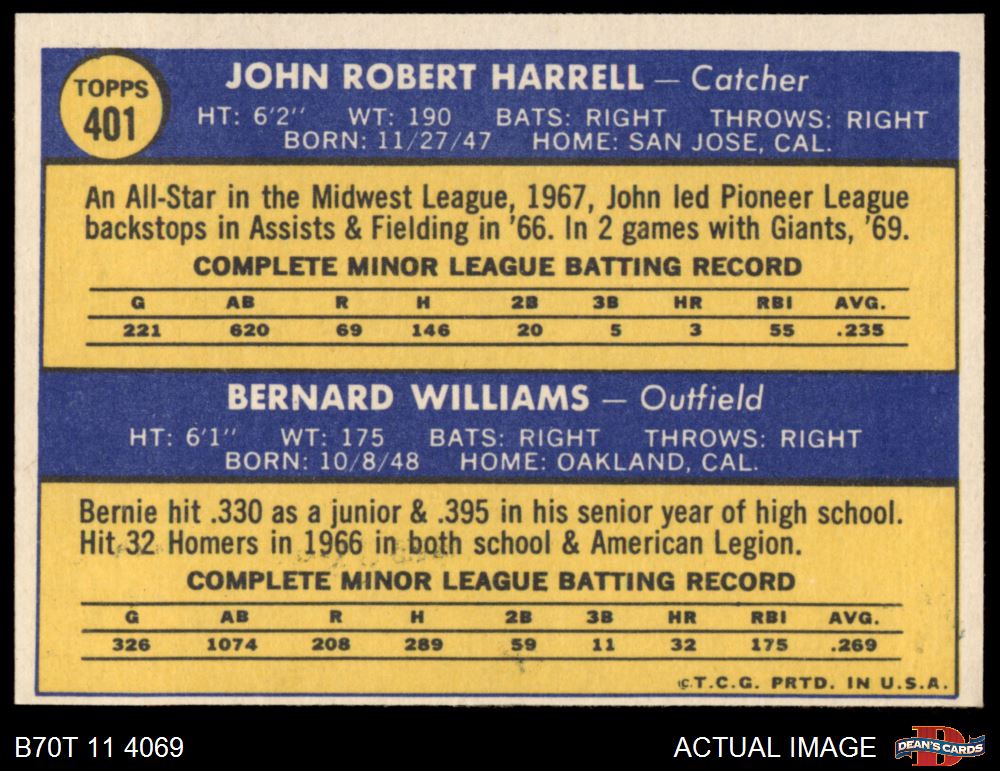 TOPPS
401
JOHN ROBERT HARRELL — Catcher
HT: 6'2" WT: 190 BATS: RIGHT THROWS: RIGHT
BORN: 11/27/47 HOME: SAN JOSE, CAL.
An All-Star in the Midwest League, 1967, John led Pioneer League
backstops in Assists & Fielding in '66. In 2 games with Giants, '69.
COMPLETE MINOR LEAGUE BATTING RECORD
G AB R H 2B 3B HR RBI AVG.
221 620 69 146 20 5 3 55 .235
BERNARD WILLIAMS — Outfield
HT: 6'1" WT: 175 BATS: RIGHT THROWS: RIGHT
BORN: 10/8/48 HOME: OAKLAND, CAL.
Bernie hit .330 as a junior & .395 in his senior year of high school.
Hit 32 Homers in 1966 in both school & American Legion.
COMPLETE MINOR LEAGUE BATTING RECORD
G AB R H 2B 3B HR RBI AVG.
326 1074 208 289 59 11 32 175 .269
©T.C.G. PRTD. IN U.S.A.
B70T 11 4069 ACTUAL IMAGE DEAN'S CARDS